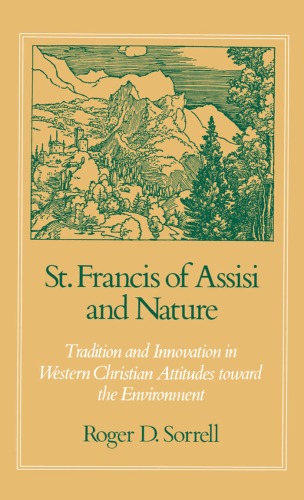 St. Francis of Assisi
and Nature
Tradition and Innovation in
Western Christian Attitudes toward
the Environment
Roger D. Sorrell